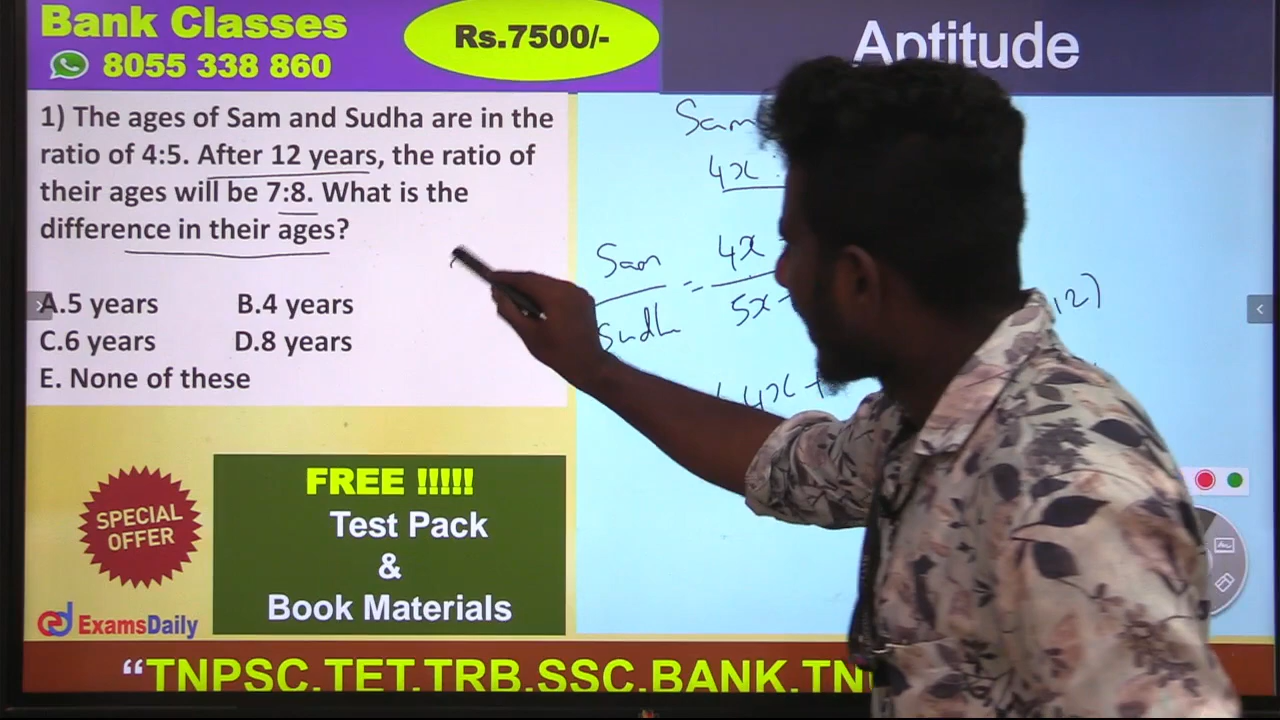 Bank Classes
8055 338 860
Rs.7500/-
Aptitude
1) The ages of Sam and Sudha are in the
ratio of 4:5. After 12 years, the ratio of
their ages will be 7:8. What is the
difference in their ages?
A.5 years B.4 years
C.6 years D.8 years
E. None of these
Sam
4x :
Sam
Sudh
=
4x
5x
12)
4x +
SPECIAL
OFFER
FREE !!!!!
Test Pack
&
Book Materials
ExamsDaily
“TNPSC.TET.TRB.SSC.BANK.TN